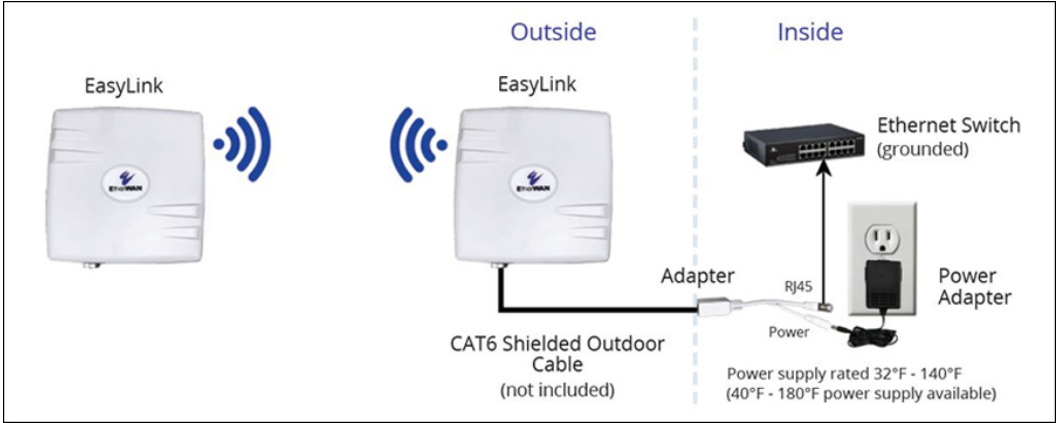 Outside
Inside
EasyLink
EasyLink
EtherWAN
EtherWAN
Ethernet Switch
(grounded)
Adapter
RJ45
Power
Power
Adapter
CAT6 Shielded Outdoor
Cable
(not included)
Power supply rated 32°F - 140°F
(40°F - 180°F power supply available)